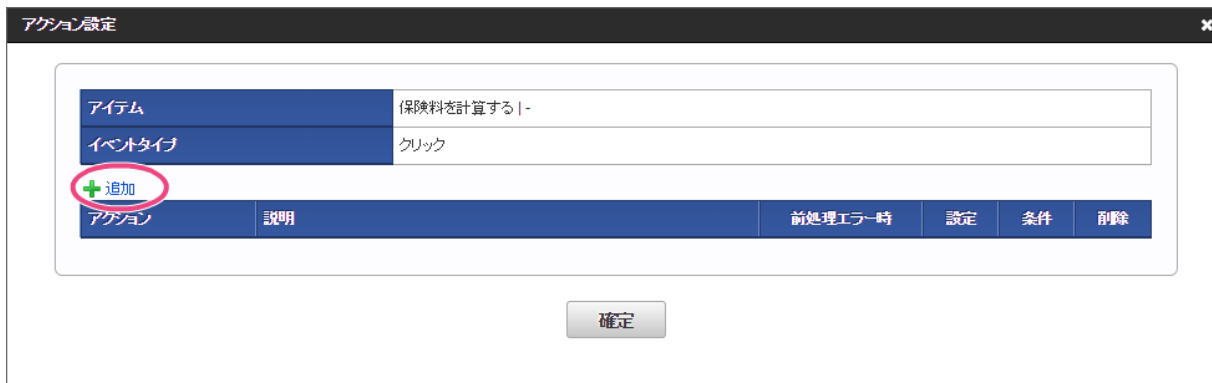 アクション設定
アイテム 保険料を計算する | -
イベントタイプ クリック
追加
アクション 説明 前処理エラー時 設定 条件 削除
確定